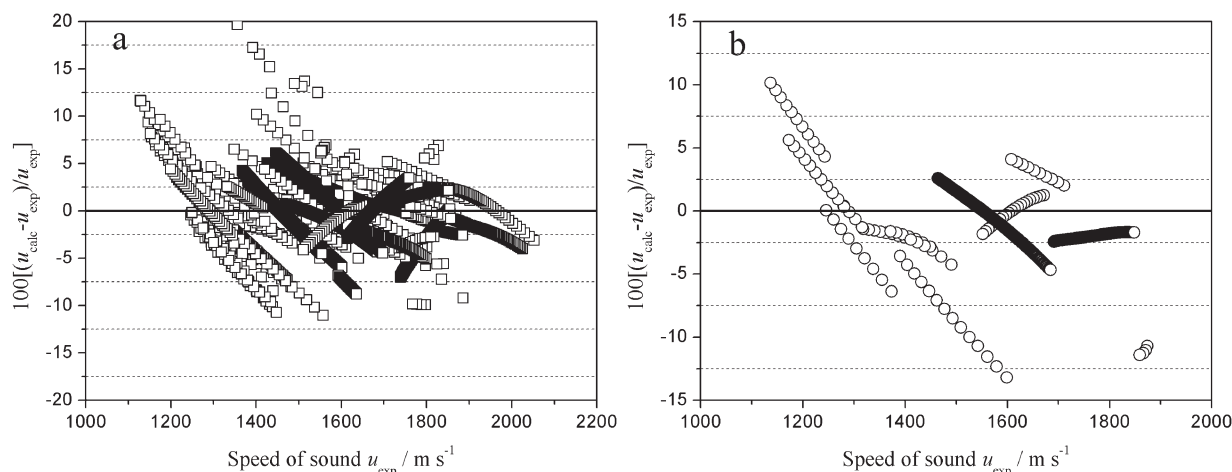 a
20
15
10
5
0
-5
-10
-15
-20
1000 1200 1400 1600 1800 2000 2200
100[(u_calc -u_exp)/u_exp]
Speed of sound u_exp / m s⁻¹
b
15
10
5
0
-5
-10
-15
1000 1200 1400 1600 1800 2000
100[(u_calc -u_exp)/u_exp]
Speed of sound u_exp / m s⁻¹